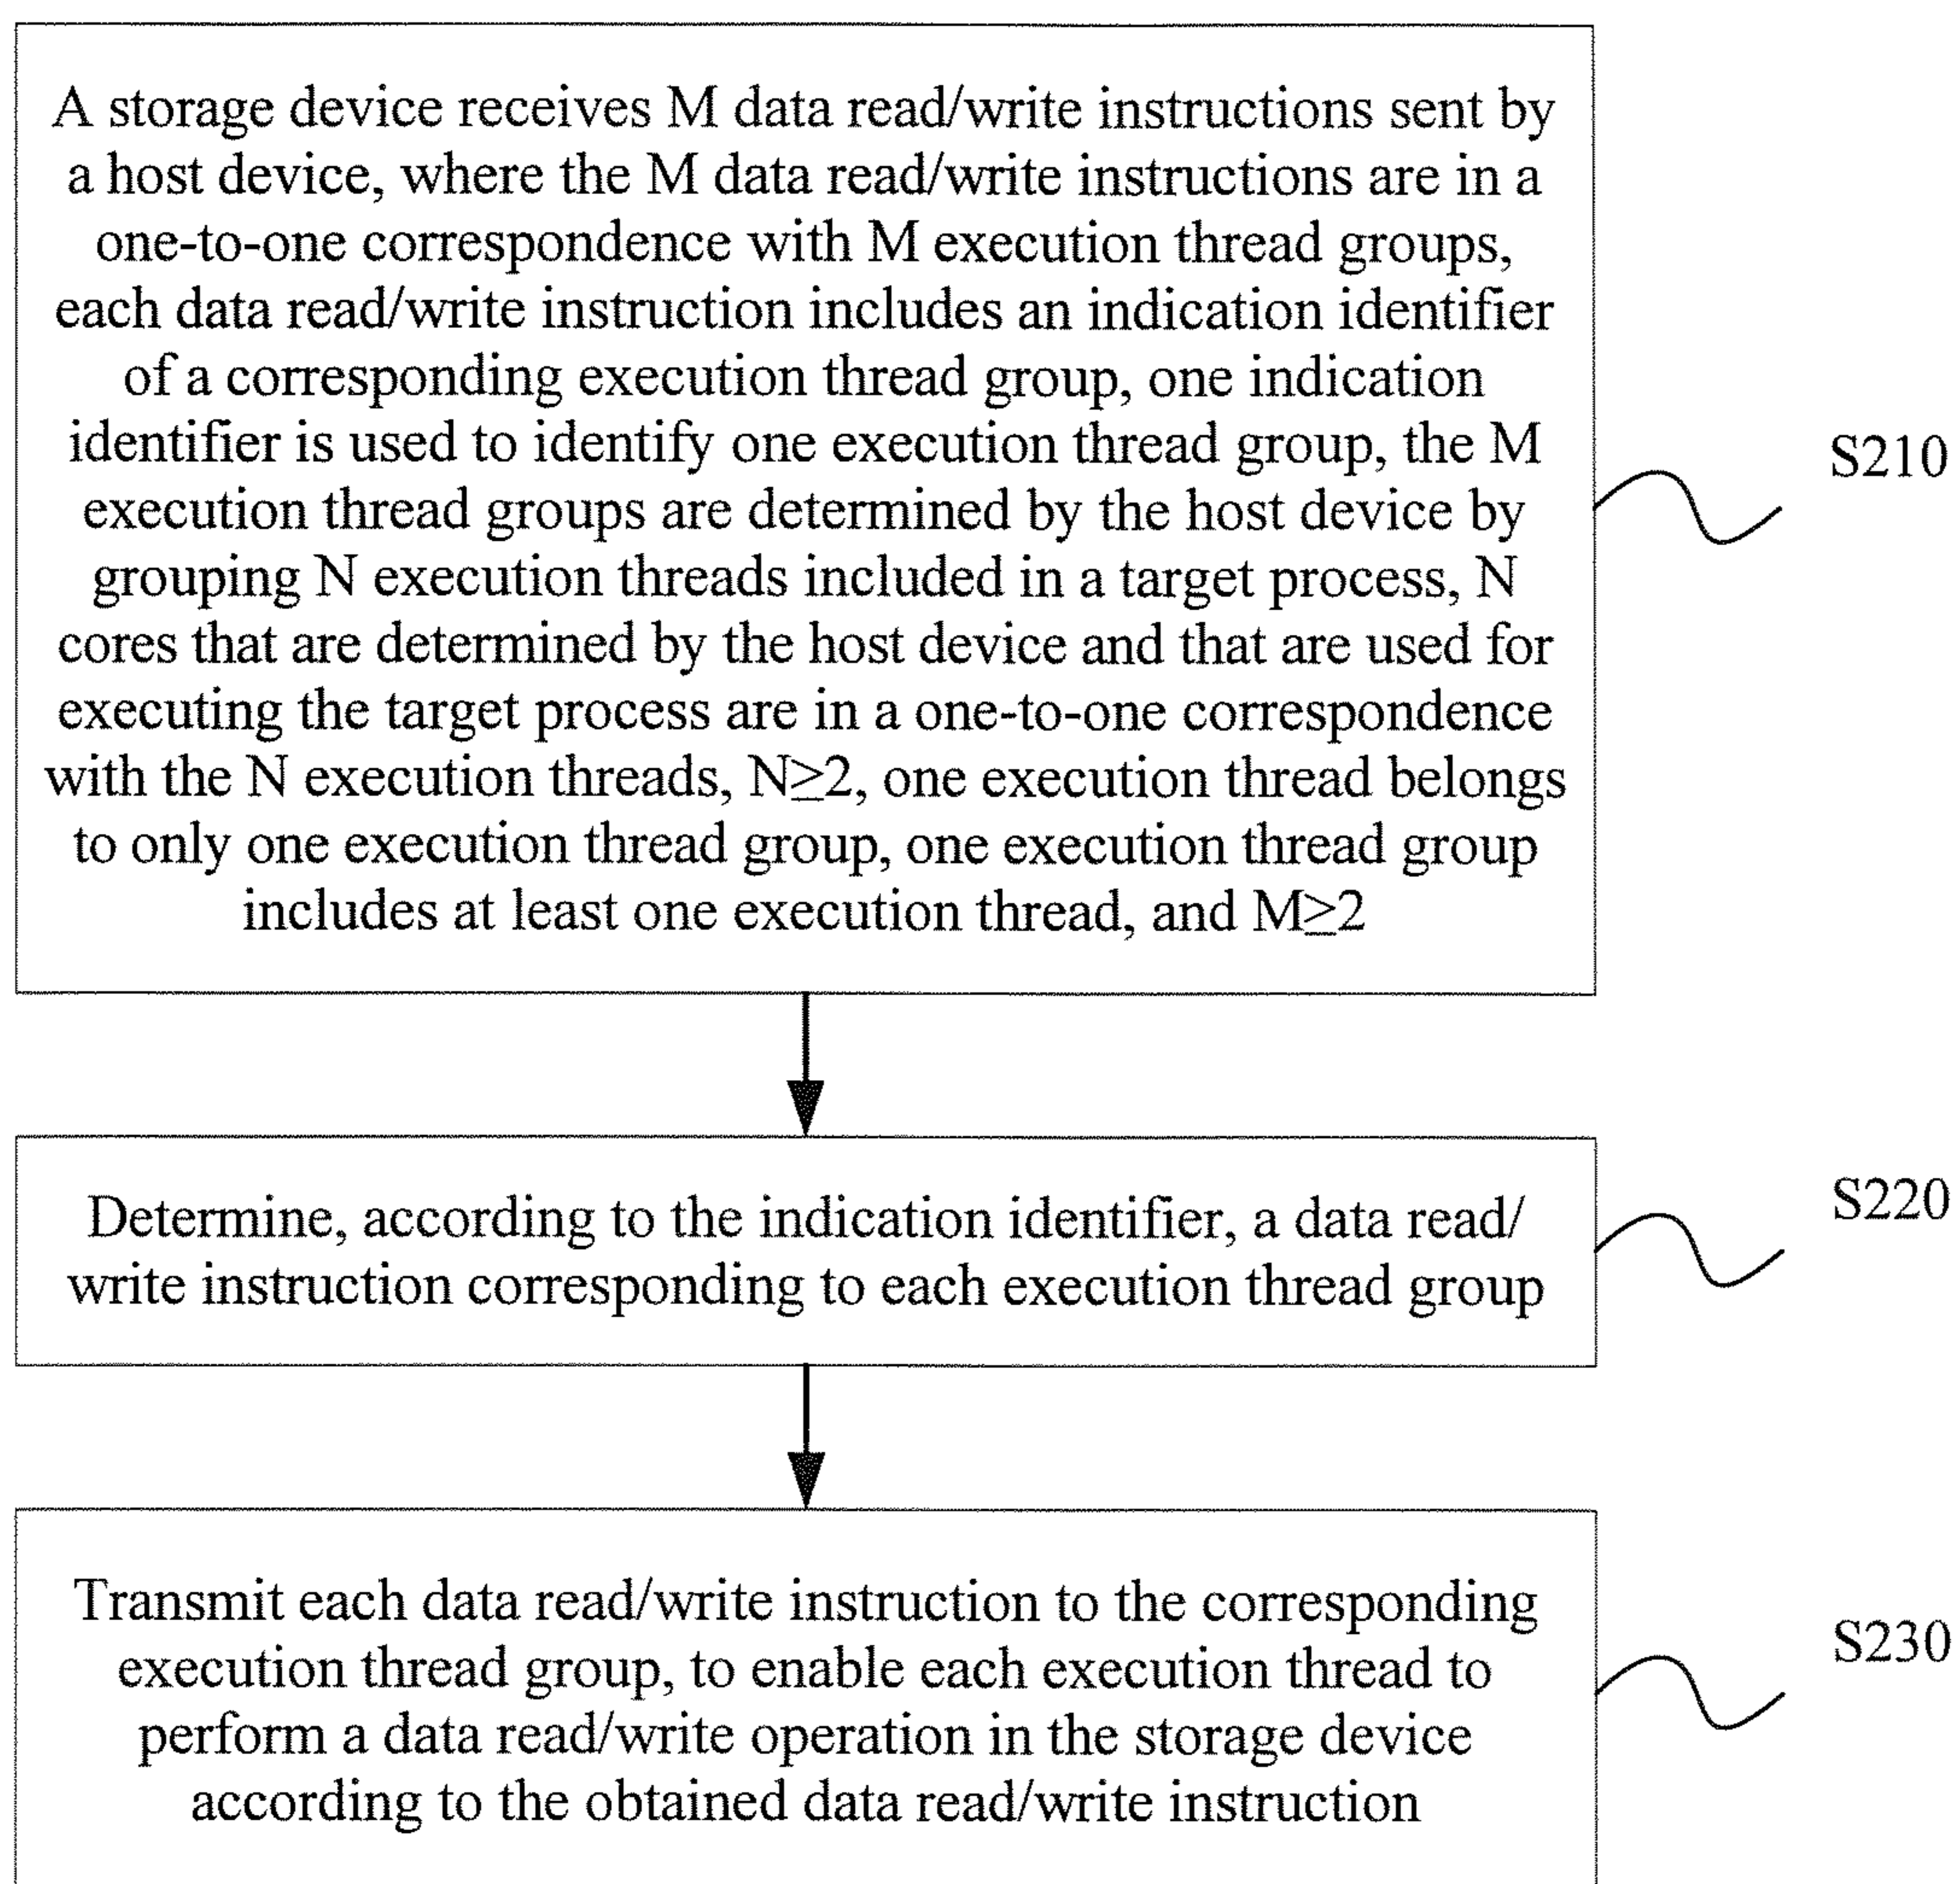 A storage device receives M data read/write instructions sent by
a host device, where the M data read/write instructions are in a
one-to-one correspondence with M execution thread groups,
each data read/write instruction includes an indication identifier
of a corresponding execution thread group, one indication
identifier is used to identify one execution thread group, the M
execution thread groups are determined by the host device by
grouping N execution threads included in a target process, N
cores that are determined by the host device and that are used for
executing the target process are in a one-to-one correspondence
with the N execution threads, N≥2, one execution thread belongs
to only one execution thread group, one execution thread group
includes at least one execution thread, and M≥2
S210
Determine, according to the indication identifier, a data read/
write instruction corresponding to each execution thread group
S220
Transmit each data read/write instruction to the corresponding
execution thread group, to enable each execution thread to
perform a data read/write operation in the storage device
according to the obtained data read/write instruction
S230